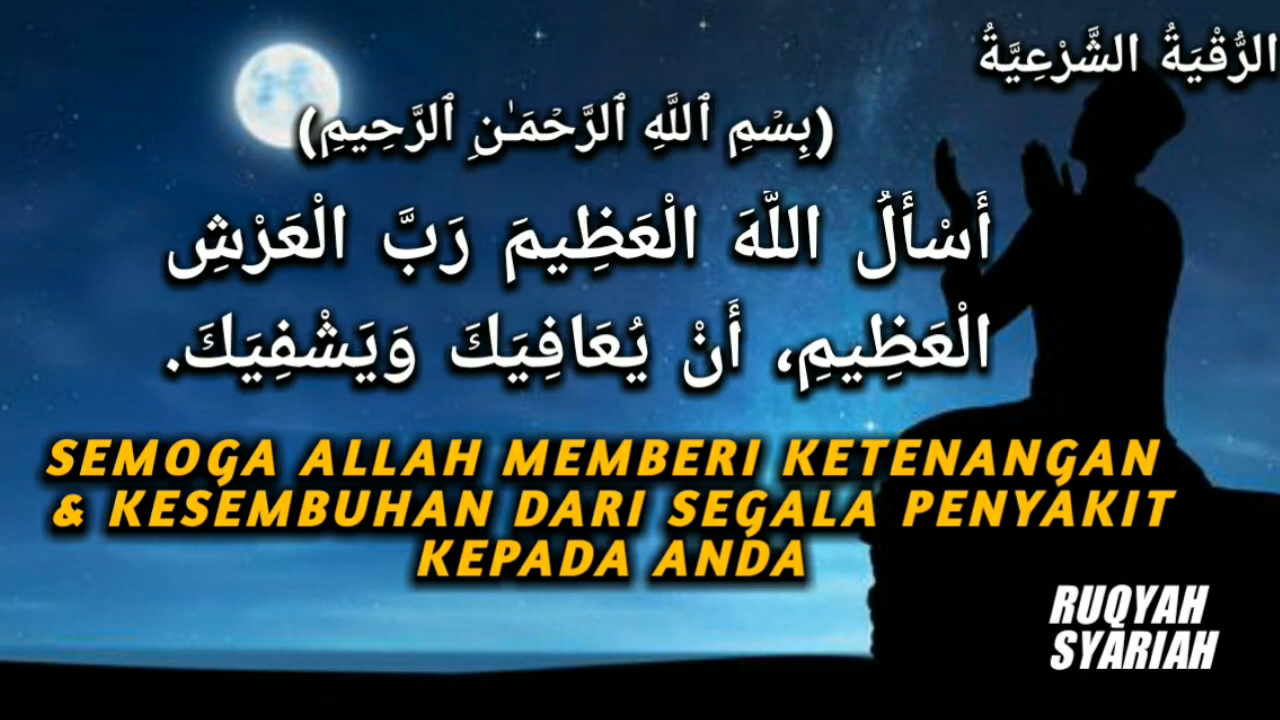 الرُّقْيَةُ الشَّرْعِيَّةُ
(بِسْمِ ٱللَّهِ ٱلرَّحْمَـٰنِ ٱلرَّحِيمِ)
أَسْأَلُ اللَّهَ الْعَظِيمَ رَبَّ الْعَرْشِ
الْعَظِيمِ، أَنْ يُعَافِيَكَ وَيَشْفِيَكَ.
SEMOGA ALLAH MEMBERI KETENANGAN
& KESEMBUHAN DARI SEGALA PENYAKIT
KEPADA ANDA
RUQYAH
SYARIAH